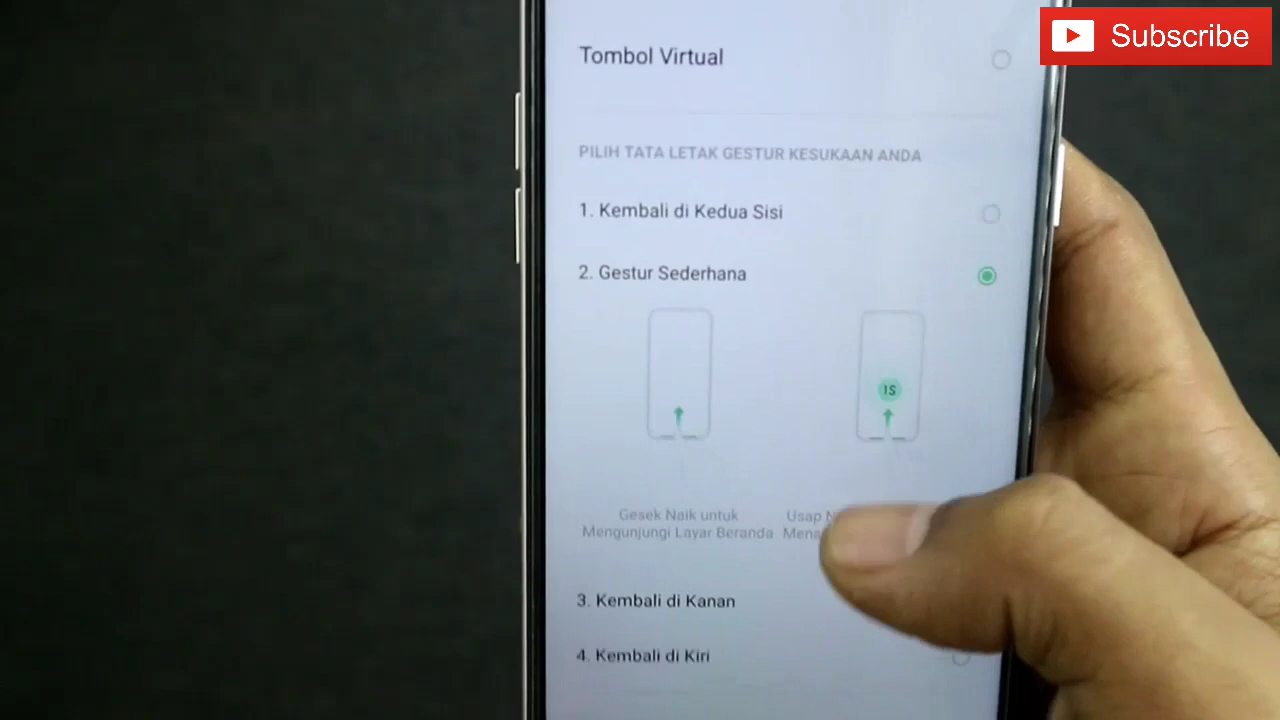 Subscribe
Tombol Virtual
PILIH TATA LETAK GESTUR KESUKAAN ANDA
1. Kembali di Kedua Sisi
2. Gestur Sederhana
1S
Gesek Naik untuk
Mengunjungi Layar Beranda
Usap
3. Kembali di Kanan
4. Kembali di Kiri